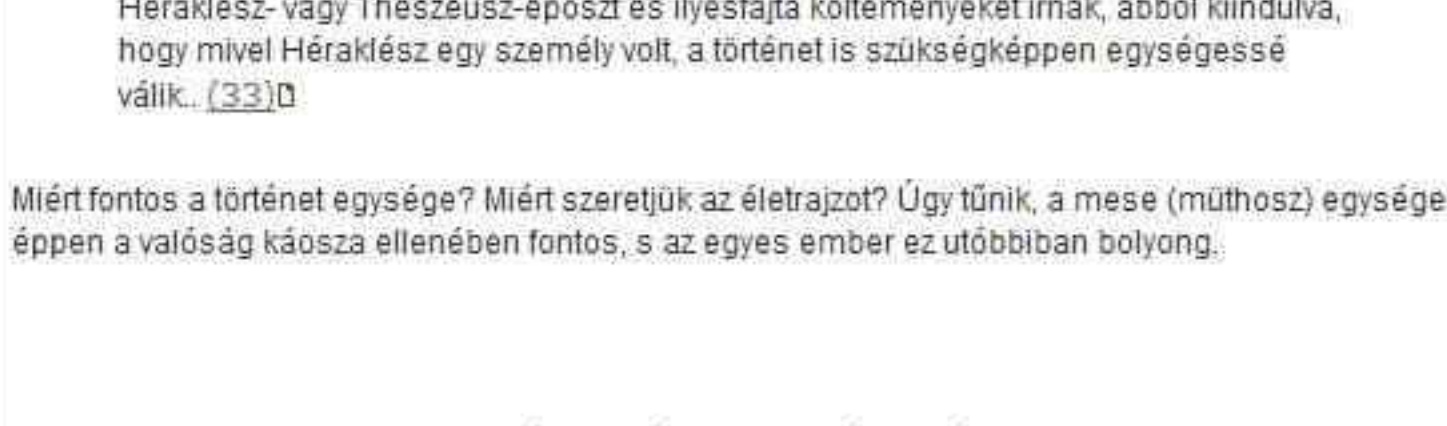 Héraklész- vagy Thészeusz-eposzt és ilyesfajta költeményeket írnak, abból kiindulva,
hogy mivel Héraklész egy személy volt, a történet is szükségképpen egységessé
válik.. (33)
Miért fontos a történet egysége? Miért szeretjük az életrajzot? Úgy tűnik, a mese (müthosz) egysége
éppen a valóság káosza ellenében fontos, s az egyes ember ez utóbbiban bolyong.